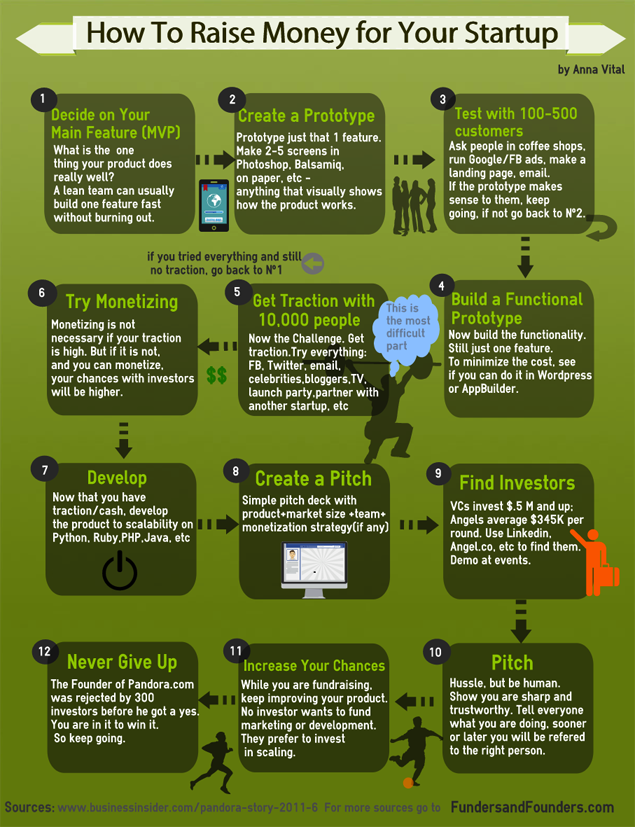 How To Raise Money for Your Startup
by Anna Vital
1
Decide on Your
Main Feature (MVP)
What is the one
thing your product does
really well?
A lean team can usually
build one feature fast
without burning out.
2
Create a Prototype
Prototype just that 1 feature.
Make 2-5 screens in
Photoshop, Balsamiq,
on paper, etc -
anything that visually shows
how the product works.
3
Test with 100-500
customers
Ask people in coffee shops,
run Google/FB ads, make a
landing page, email.
If the prototype makes
sense to them, keep
going, if not go back to Nº2.
4
Build a Functional
Prototype
Now build the functionality.
Still just one feature.
To minimize the cost, see
if you can do it in Wordpress
or AppBuilder.
if you tried everything and still
no traction, go back to Nº1
5
Get Traction with
10,000 people
Now the Challenge. Get
traction.Try everything:
FB, Twitter, email,
celebrities,bloggers,TV,
launch party,partner with
another startup, etc
This is
the most
difficult
part
6
Try Monetizing
Monetizing is not
necessary if your traction
is high. But if it is not,
and you can monetize,
your chances with investors
will be higher.
$$
7
Develop
Now that you have
traction/cash, develop
the product to scalability on
Python, Ruby,PHP,Java, etc
8
Create a Pitch
Simple pitch deck with
product+market size +team+
monetization strategy(if any)
9
Find Investors
VCs invest $.5 M and up;
Angels average $345K per
round. Use Linkedin,
Angel.co, etc to find them.
Demo at events.
10
Pitch
Hussle, but be human.
Show you are sharp and
trustworthy. Tell everyone
what you are doing, sooner
or later you will be refered
to the right person.
11
Increase Your Chances
While you are fundraising,
keep improving your product.
No investor wants to fund
marketing or development.
They prefer to invest
in scaling.
12
Never Give Up
The Founder of Pandora.com
was rejected by 300
investors before he got a yes.
You are in it to win it.
So keep going.
Sources: www.businessinsider.com/pandora-story-2011-6 For more sources go to FundersandFounders.com